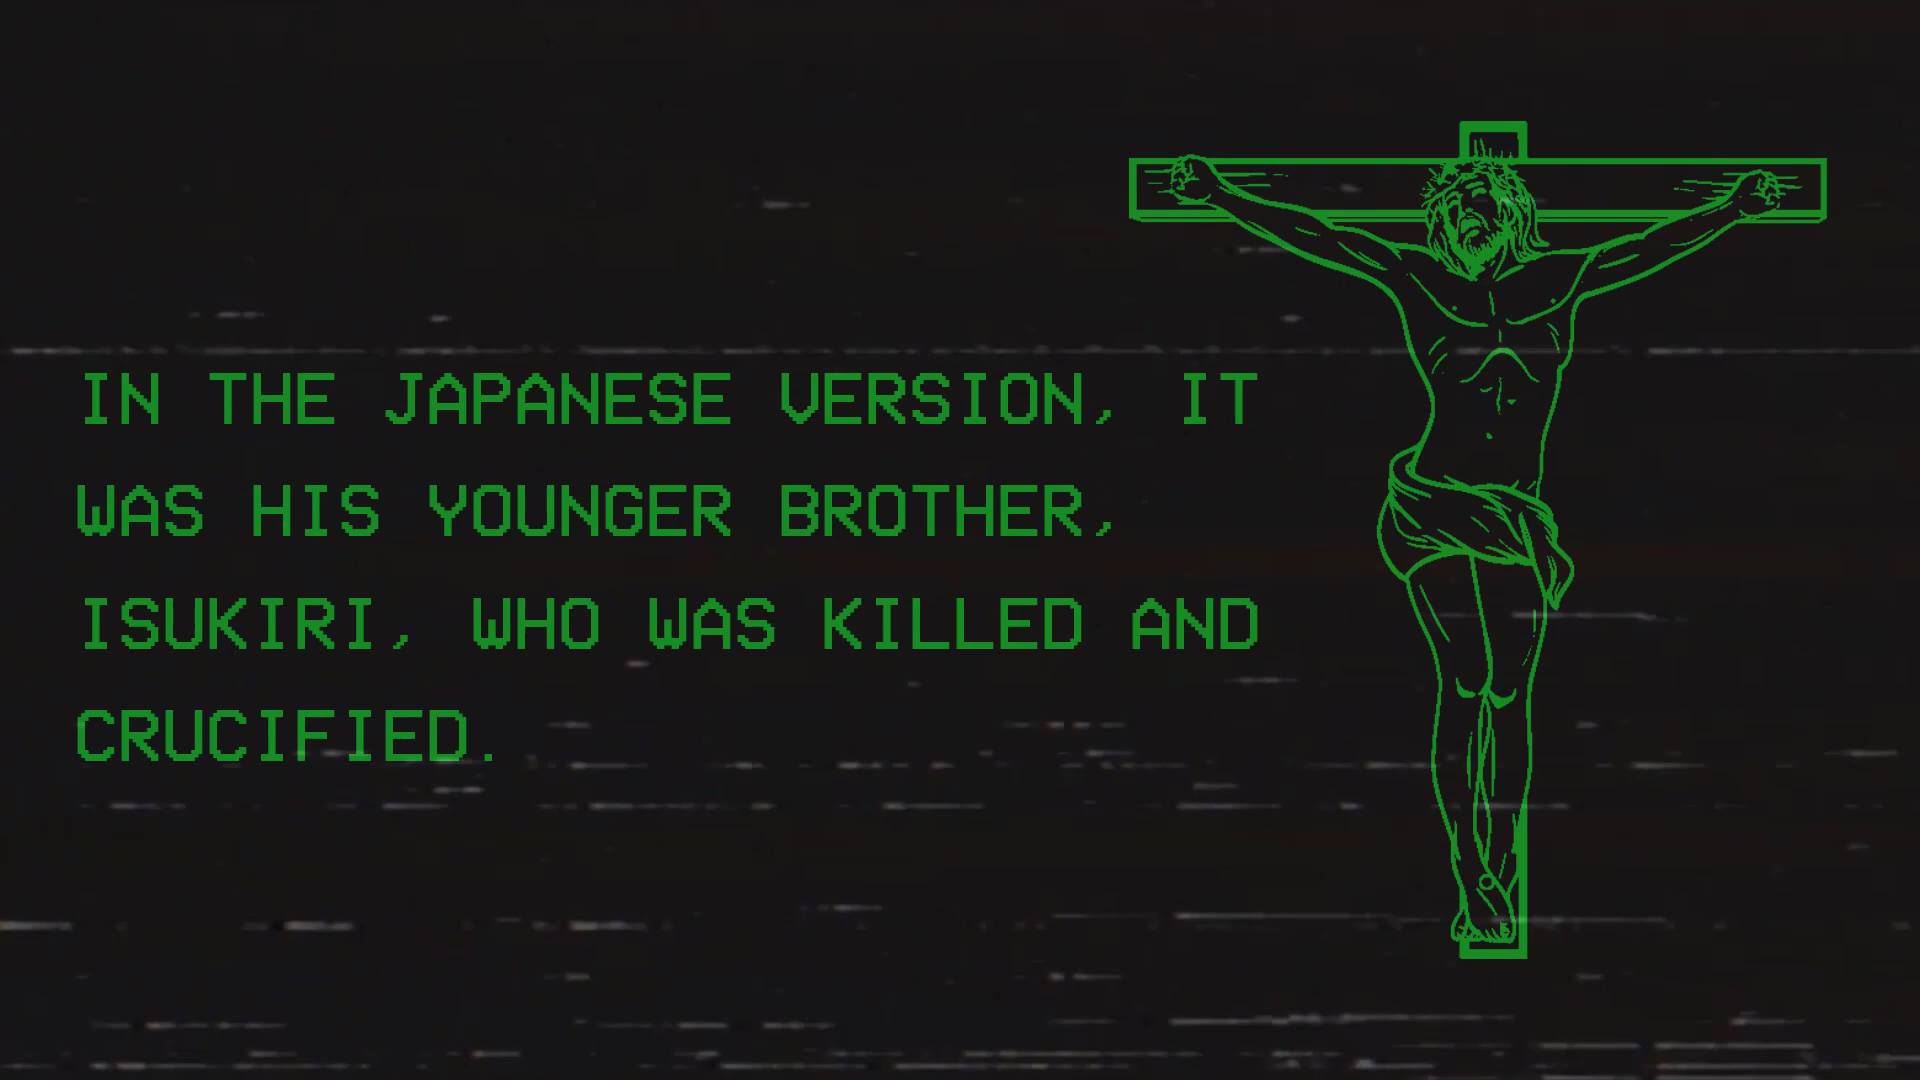 IN THE JAPANESE VERSION, IT
WAS HIS YOUNGER BROTHER,
ISUKIRI, WHO WAS KILLED AND
CRUCIFIED.